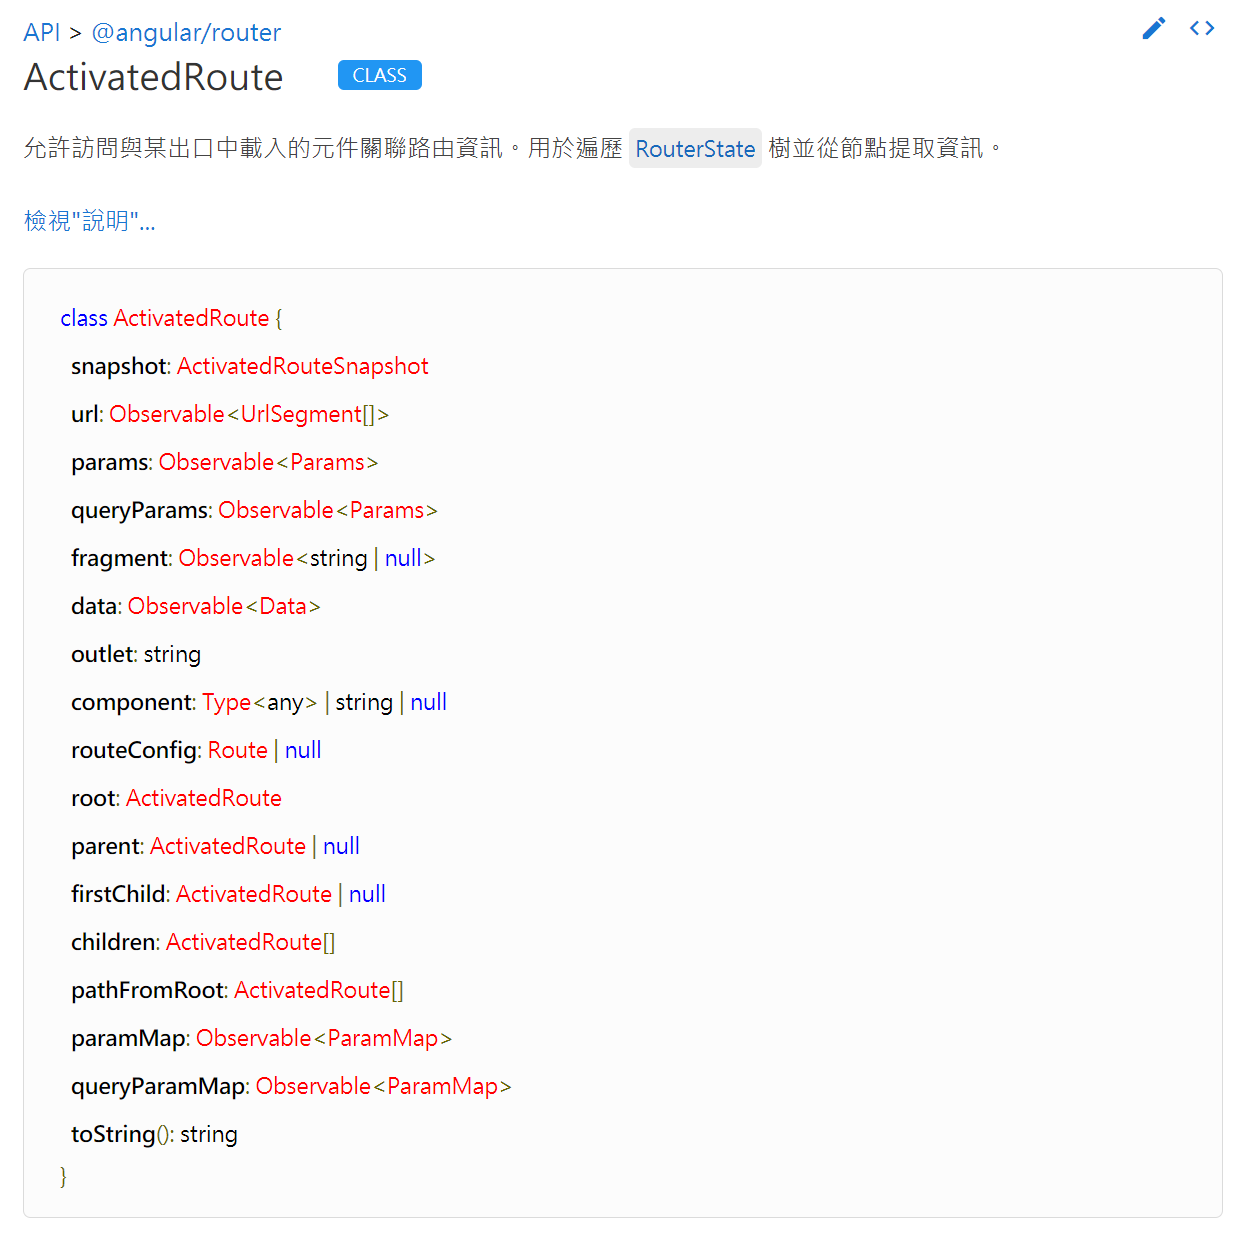 API > @angular/router
ActivatedRoute CLASS
允許訪問與某出口中載入的元件關聯路由資訊。用於遍歷 RouterState 樹並從節點提取資訊。
檢視"說明"...
class ActivatedRoute {
snapshot: ActivatedRouteSnapshot
url: Observable<UrlSegment[]>
params: Observable<Params>
queryParams: Observable<Params>
fragment: Observable<string | null>
data: Observable<Data>
outlet: string
component: Type<any> | string | null
routeConfig: Route | null
root: ActivatedRoute
parent: ActivatedRoute | null
firstChild: ActivatedRoute | null
children: ActivatedRoute[]
pathFromRoot: ActivatedRoute[]
paramMap: Observable<ParamMap>
queryParamMap: Observable<ParamMap>
toString(): string
}